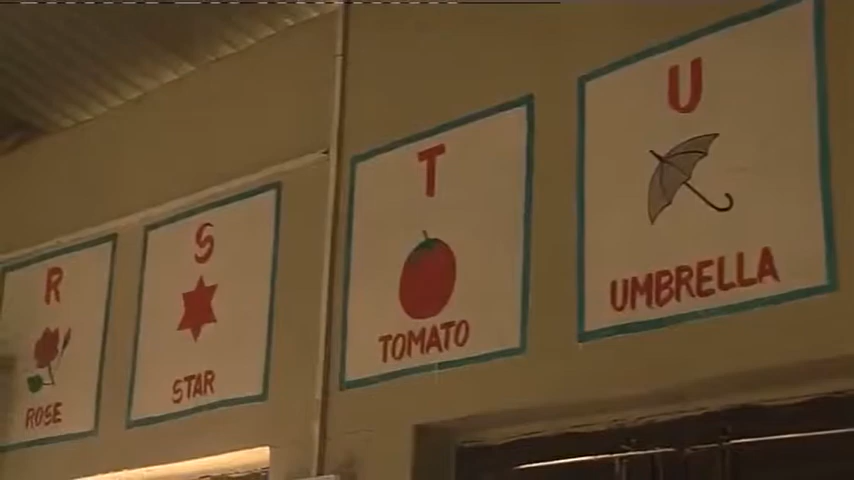 R
ROSE
S
STAR
T
TOMATO
U
UMBRELLA